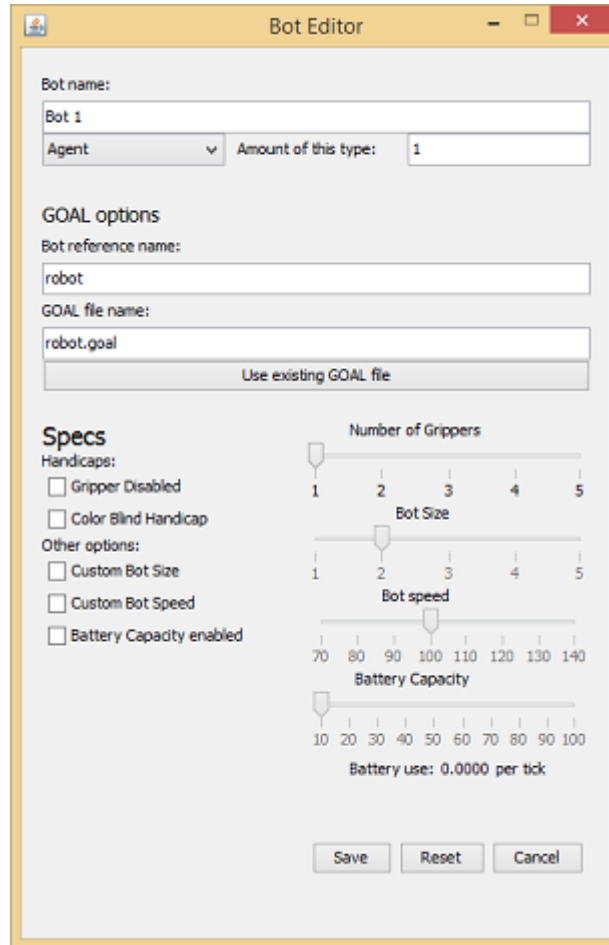 Bot Editor
Bot name:
Bot 1
Agent
Amount of this type:
1
GOAL options
Bot reference name:
robot
GOAL file name:
robot.goal
Use existing GOAL file
Specs
Handicaps:
Gripper Disabled
Color Blind Handicap
Other options:
Custom Bot Size
Custom Bot Speed
Battery Capacity enabled
Number of Grippers
1 2 3 4 5
Bot Size
1 2 3 4 5
Bot speed
70 80 90 100 110 120 130 140
Battery Capacity
10 20 30 40 50 60 70 80 90 100
Battery use: 0.0000 per tick
Save
Reset
Cancel